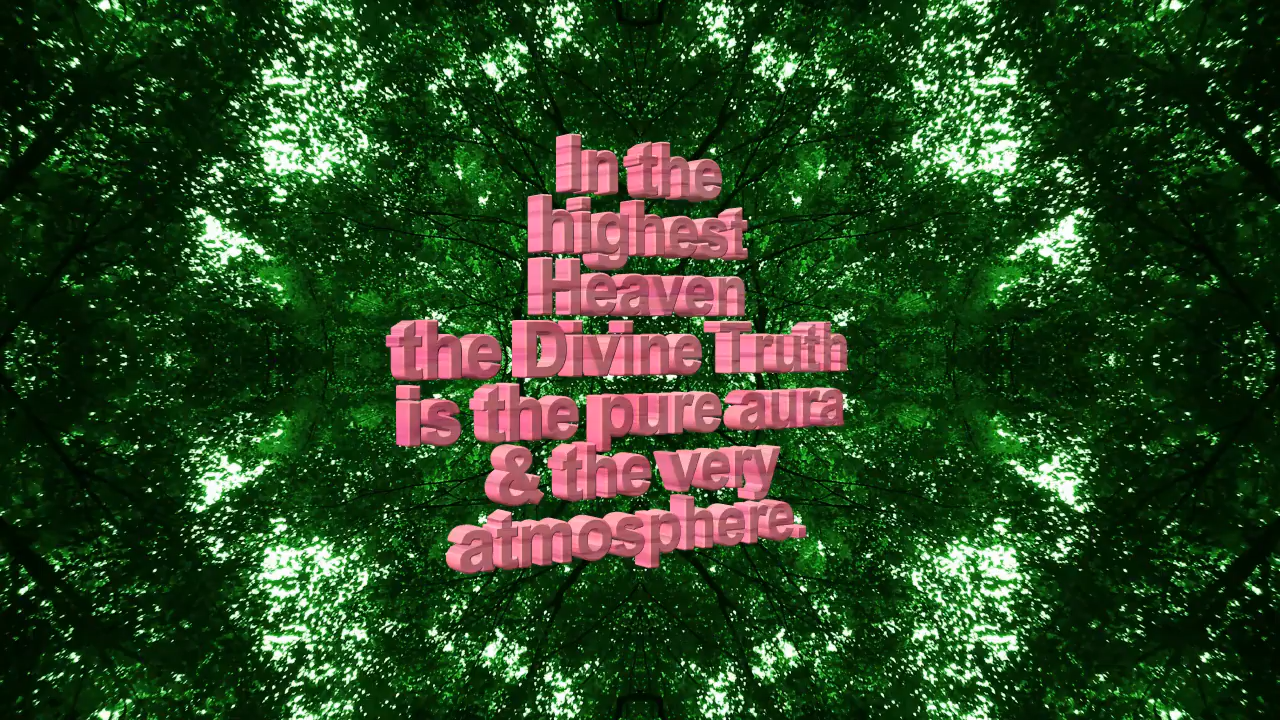 In the
highest
Heaven
the Divine Truth
is the pure aura
& the very
atmosphere.